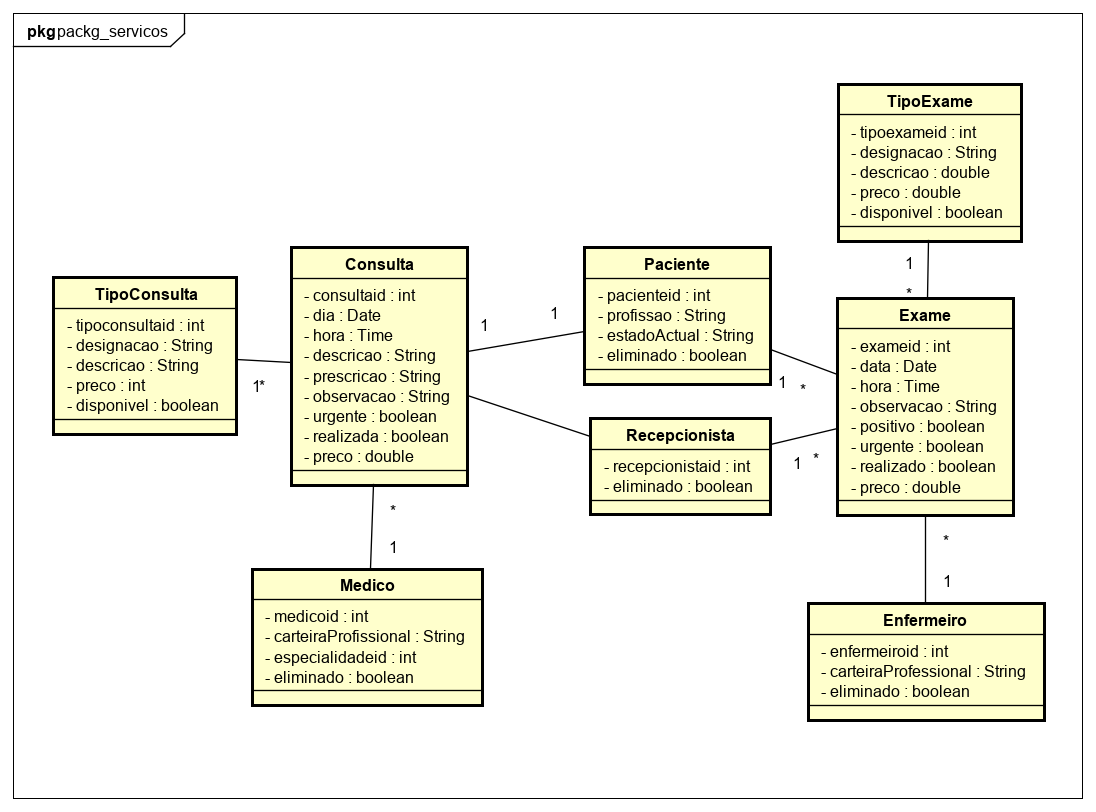 pkg packg_servicos
TipoExame
- tipoexameid : int
- designacao : String
- descricao : double
- preco : double
- disponivel : boolean
1
*
TipoConsulta
- tipoconsultaid : int
- designacao : String
- descricao : String
- preco : int
- disponivel : boolean
1
*
Consulta
- consultaid : int
- dia : Date
- hora : Time
- descricao : String
- prescricao : String
- observacao : String
- urgente : boolean
- realizada : boolean
- preco : double
1
1
Paciente
- pacienteid : int
- profissao : String
- estadoActual : String
- eliminado : boolean
1
*
Recepcionista
- recepcionistaid : int
- eliminado : boolean
1
*
Exame
- exameid : int
- data : Date
- hora : Time
- observacao : String
- positivo : boolean
- urgente : boolean
- realizado : boolean
- preco : double
*
1
Medico
- medicoid : int
- carteiraProfissional : String
- especialidadeid : int
- eliminado : boolean
*
1
Enfermeiro
- enfermeiroid : int
- carteiraProfessional : String
- eliminado : boolean